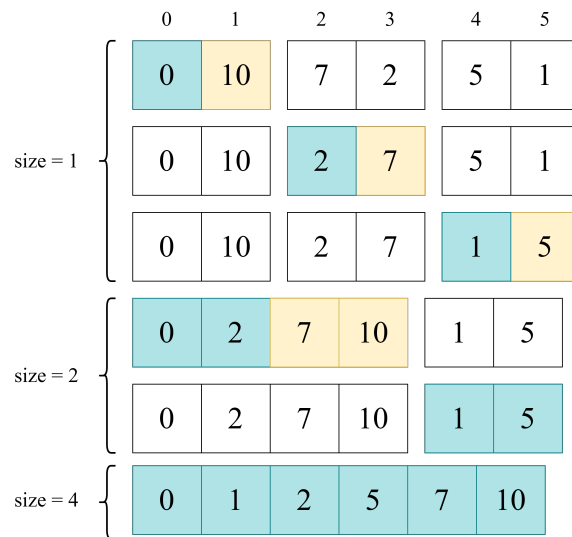 0 1 2 3 4 5
0 10 7 2 5 1
size = 1
0 10 2 7 5 1
0 10 2 7 1 5
0 2 7 10 1 5
size = 2
0 2 7 10 1 5
size = 4
0 1 2 5 7 10